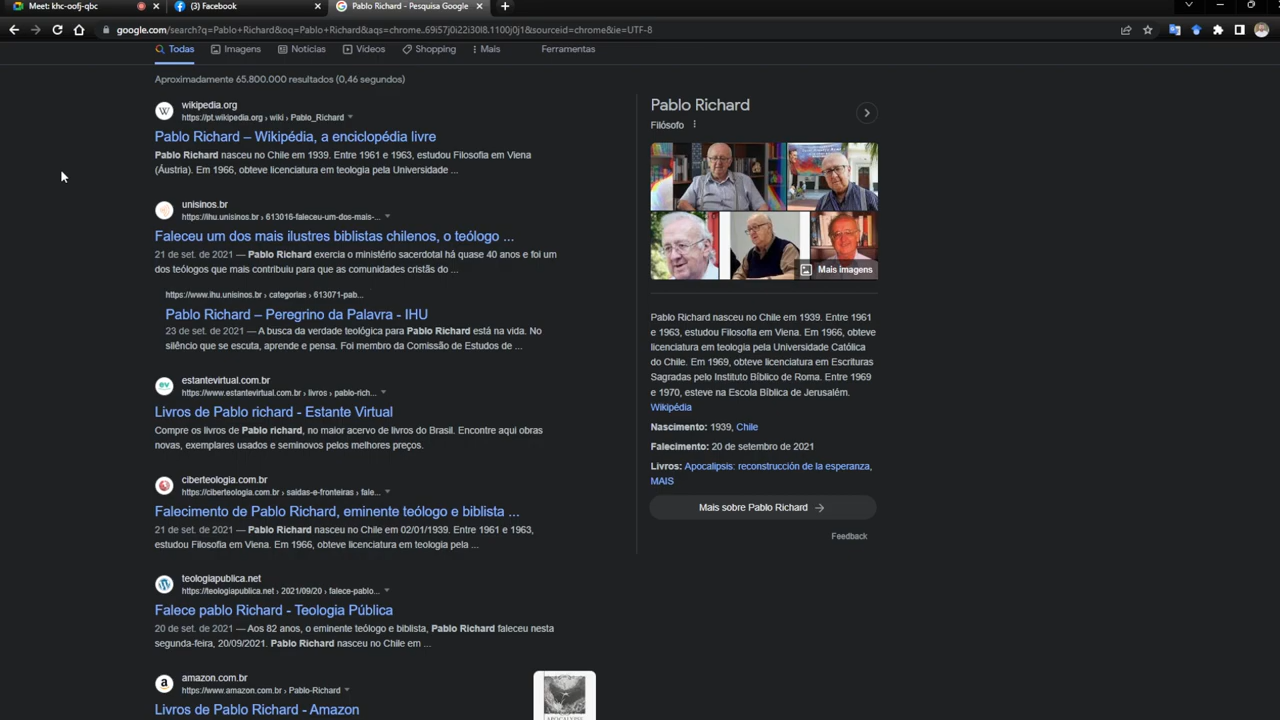 Meet: khc-oofj-qbc
(3) Facebook
Pablo Richard - Pesquisa Google
google.com/search?q=Pablo+Richard&oq=Pablo+Richard&aqs=chrome..69i57j0i22i30l8.1100j0j1&sourceid=chrome&ie=UTF-8
Todas
Imagens
Notícias
Vídeos
Shopping
Mais
Ferramentas
Aproximadamente 65.800.000 resultados (0,46 segundos)
wikipedia.org
https://pt.wikipedia.org › wiki › Pablo_Richard
Pablo Richard – Wikipédia, a enciclopédia livre
Pablo Richard nasceu no Chile em 1939. Entre 1961 e 1963, estudou Filosofia em Viena
(Áustria). Em 1966, obteve licenciatura em teologia pela Universidade ...
unisinos.br
https://ihu.unisinos.br › 613016-faleceu-um-dos-mais-...
Faleceu um dos mais ilustres biblistas chilenos, o teólogo ...
21 de set. de 2021 — Pablo Richard exercia o ministério sacerdotal há quase 40 anos e foi um
dos teólogos que mais contribuiu para que as comunidades cristãs do ...
https://www.ihu.unisinos.br › categorias › 613071-pab...
Pablo Richard – Peregrino da Palavra - IHU
23 de set. de 2021 — A busca da verdade teológica para Pablo Richard está na vida. No
silêncio que se escuta, aprende e pensa. Foi membro da Comissão de Estudos de ...
estantevirtual.com.br
https://www.estantevirtual.com.br › livros › pablo-rich...
Livros de Pablo richard - Estante Virtual
Compre os livros de Pablo richard, no maior acervo de livros do Brasil. Encontre aqui obras
novas, exemplares usados e seminovos pelos melhores preços.
ciberteologia.com.br
https://ciberteologia.com.br › saidas-e-fronteiras › fale...
Falecimento de Pablo Richard, eminente teólogo e biblista ...
21 de set. de 2021 — Pablo Richard nasceu no Chile em 02/01/1939. Entre 1961 e 1963,
estudou Filosofia em Viena. Em 1966, obteve licenciatura em teologia pela ...
teologiapublica.net
https://teologiapublica.net › 2021/09/20 › falece-pablo...
Falece pablo Richard - Teologia Pública
20 de set. de 2021 — Aos 82 anos, o eminente teólogo e biblista, Pablo Richard faleceu nesta
segunda-feira, 20/09/2021. Pablo Richard nasceu no Chile em ...
amazon.com.br
https://www.amazon.com.br › Pablo-Richard
Livros de Pablo Richard - Amazon
Pablo Richard
Filósofo
Mais imagens
Pablo Richard nasceu no Chile em 1939. Entre 1961
e 1963, estudou Filosofia em Viena. Em 1966, obteve
licenciatura em teologia pela Universidade Católica
do Chile. Em 1969, obteve licenciatura em Escrituras
Sagradas pelo Instituto Bíblico de Roma. Entre 1969
e 1970, esteve na Escola Bíblica de Jerusalém.
Wikipédia
Nascimento: 1939, Chile
Falecimento: 20 de setembro de 2021
Livros: Apocalipsis: reconstrucción de la esperanza,
MAIS
Mais sobre Pablo Richard
Feedback